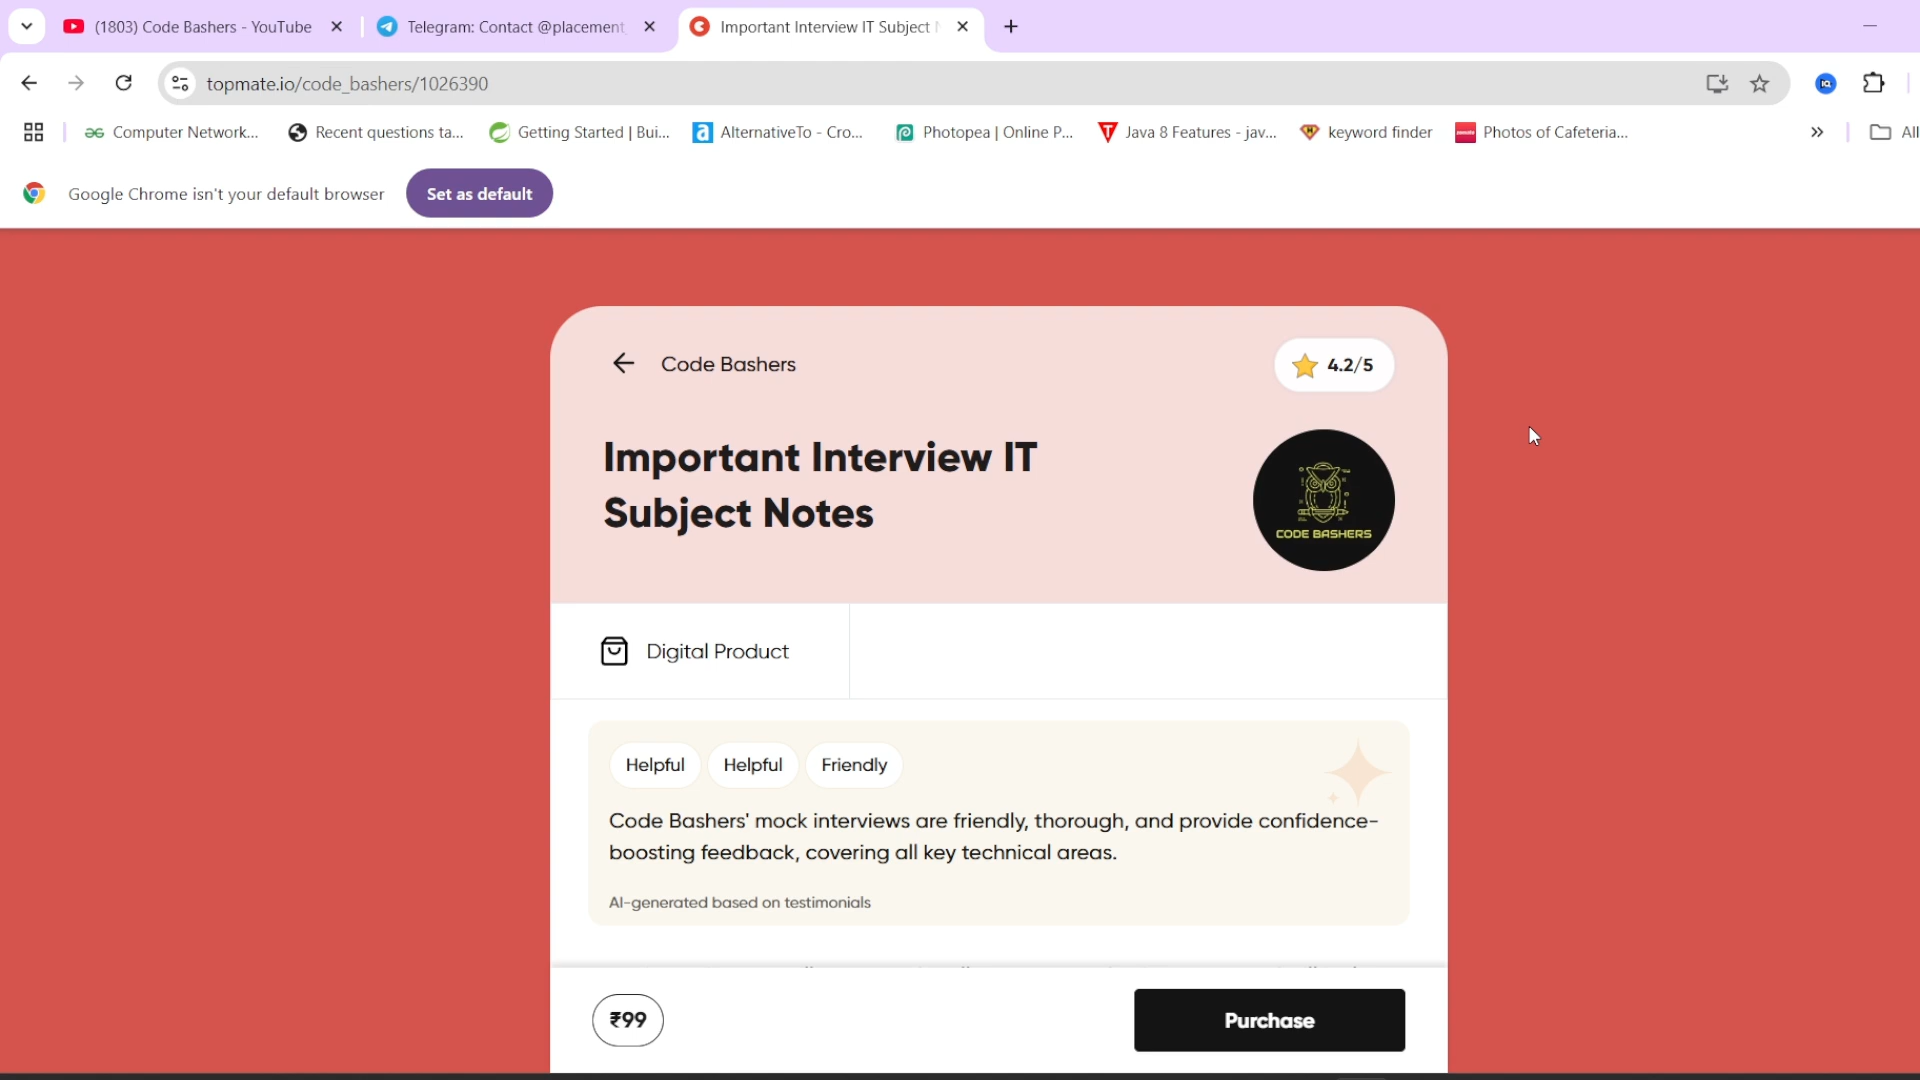 (1803) Code Bashers - YouTube
Telegram: Contact @placement
Important Interview IT Subject
topmate.io/code_bashers/1026390
Computer Network...
Recent questions ta...
Getting Started | Bui...
AlternativeTo - Cro...
Photopea | Online P...
Java 8 Features - jav...
keyword finder
Photos of Cafeteria...
All
Google Chrome isn't your default browser
Set as default
Code Bashers
4.2/5
Important Interview IT
Subject Notes
CODE BASHERS
Digital Product
Helpful
Helpful
Friendly
Code Bashers' mock interviews are friendly, thorough, and provide confidence-
boosting feedback, covering all key technical areas.
AI-generated based on testimonials
₹99
Purchase